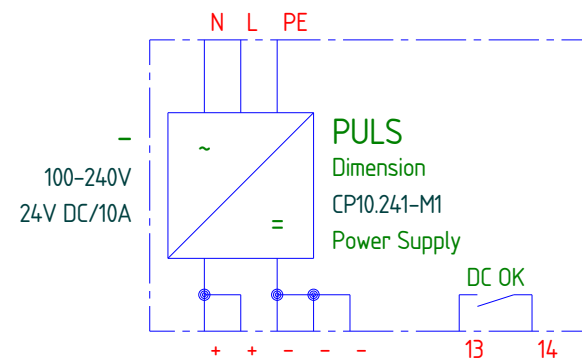 N L PE
–
100-240V
24V DC/10A
~
=
PULS
Dimension
CP10.241-M1
Power Supply
DC OK
+ + – – – 13 14